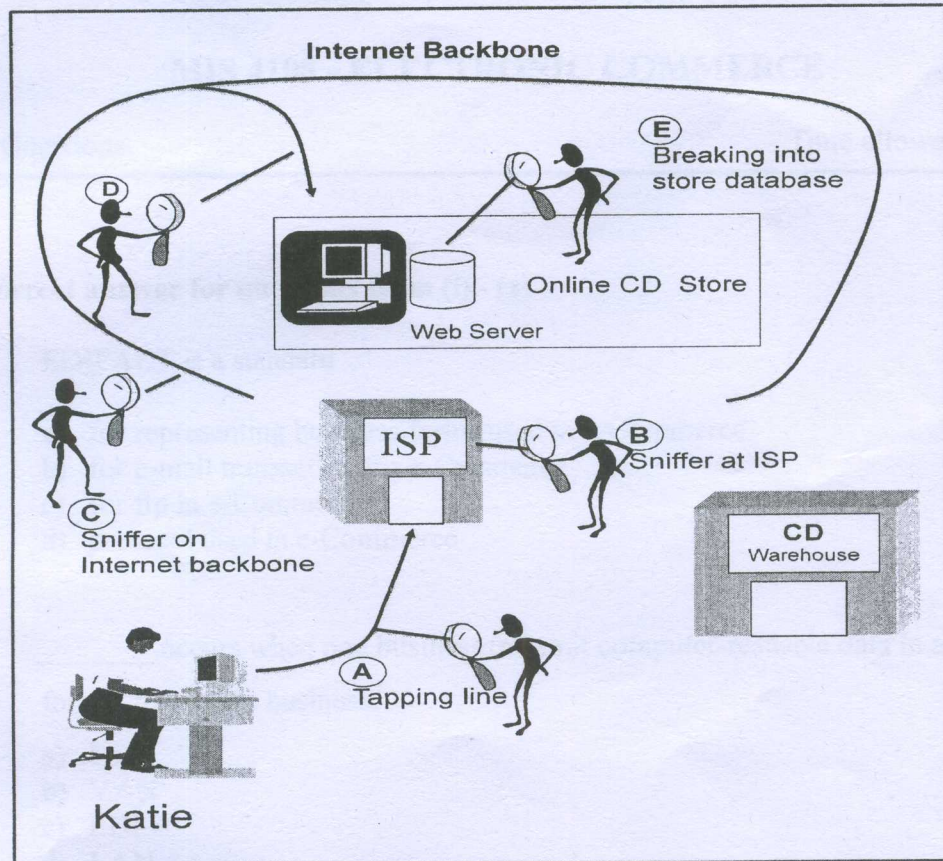 Internet Backbone
E
Breaking into
store database
D
Online CD Store
Web Server
ISP
B
Sniffer at ISP
C
Sniffer on
Internet backbone
CD
Warehouse
A
Tapping line
Katie